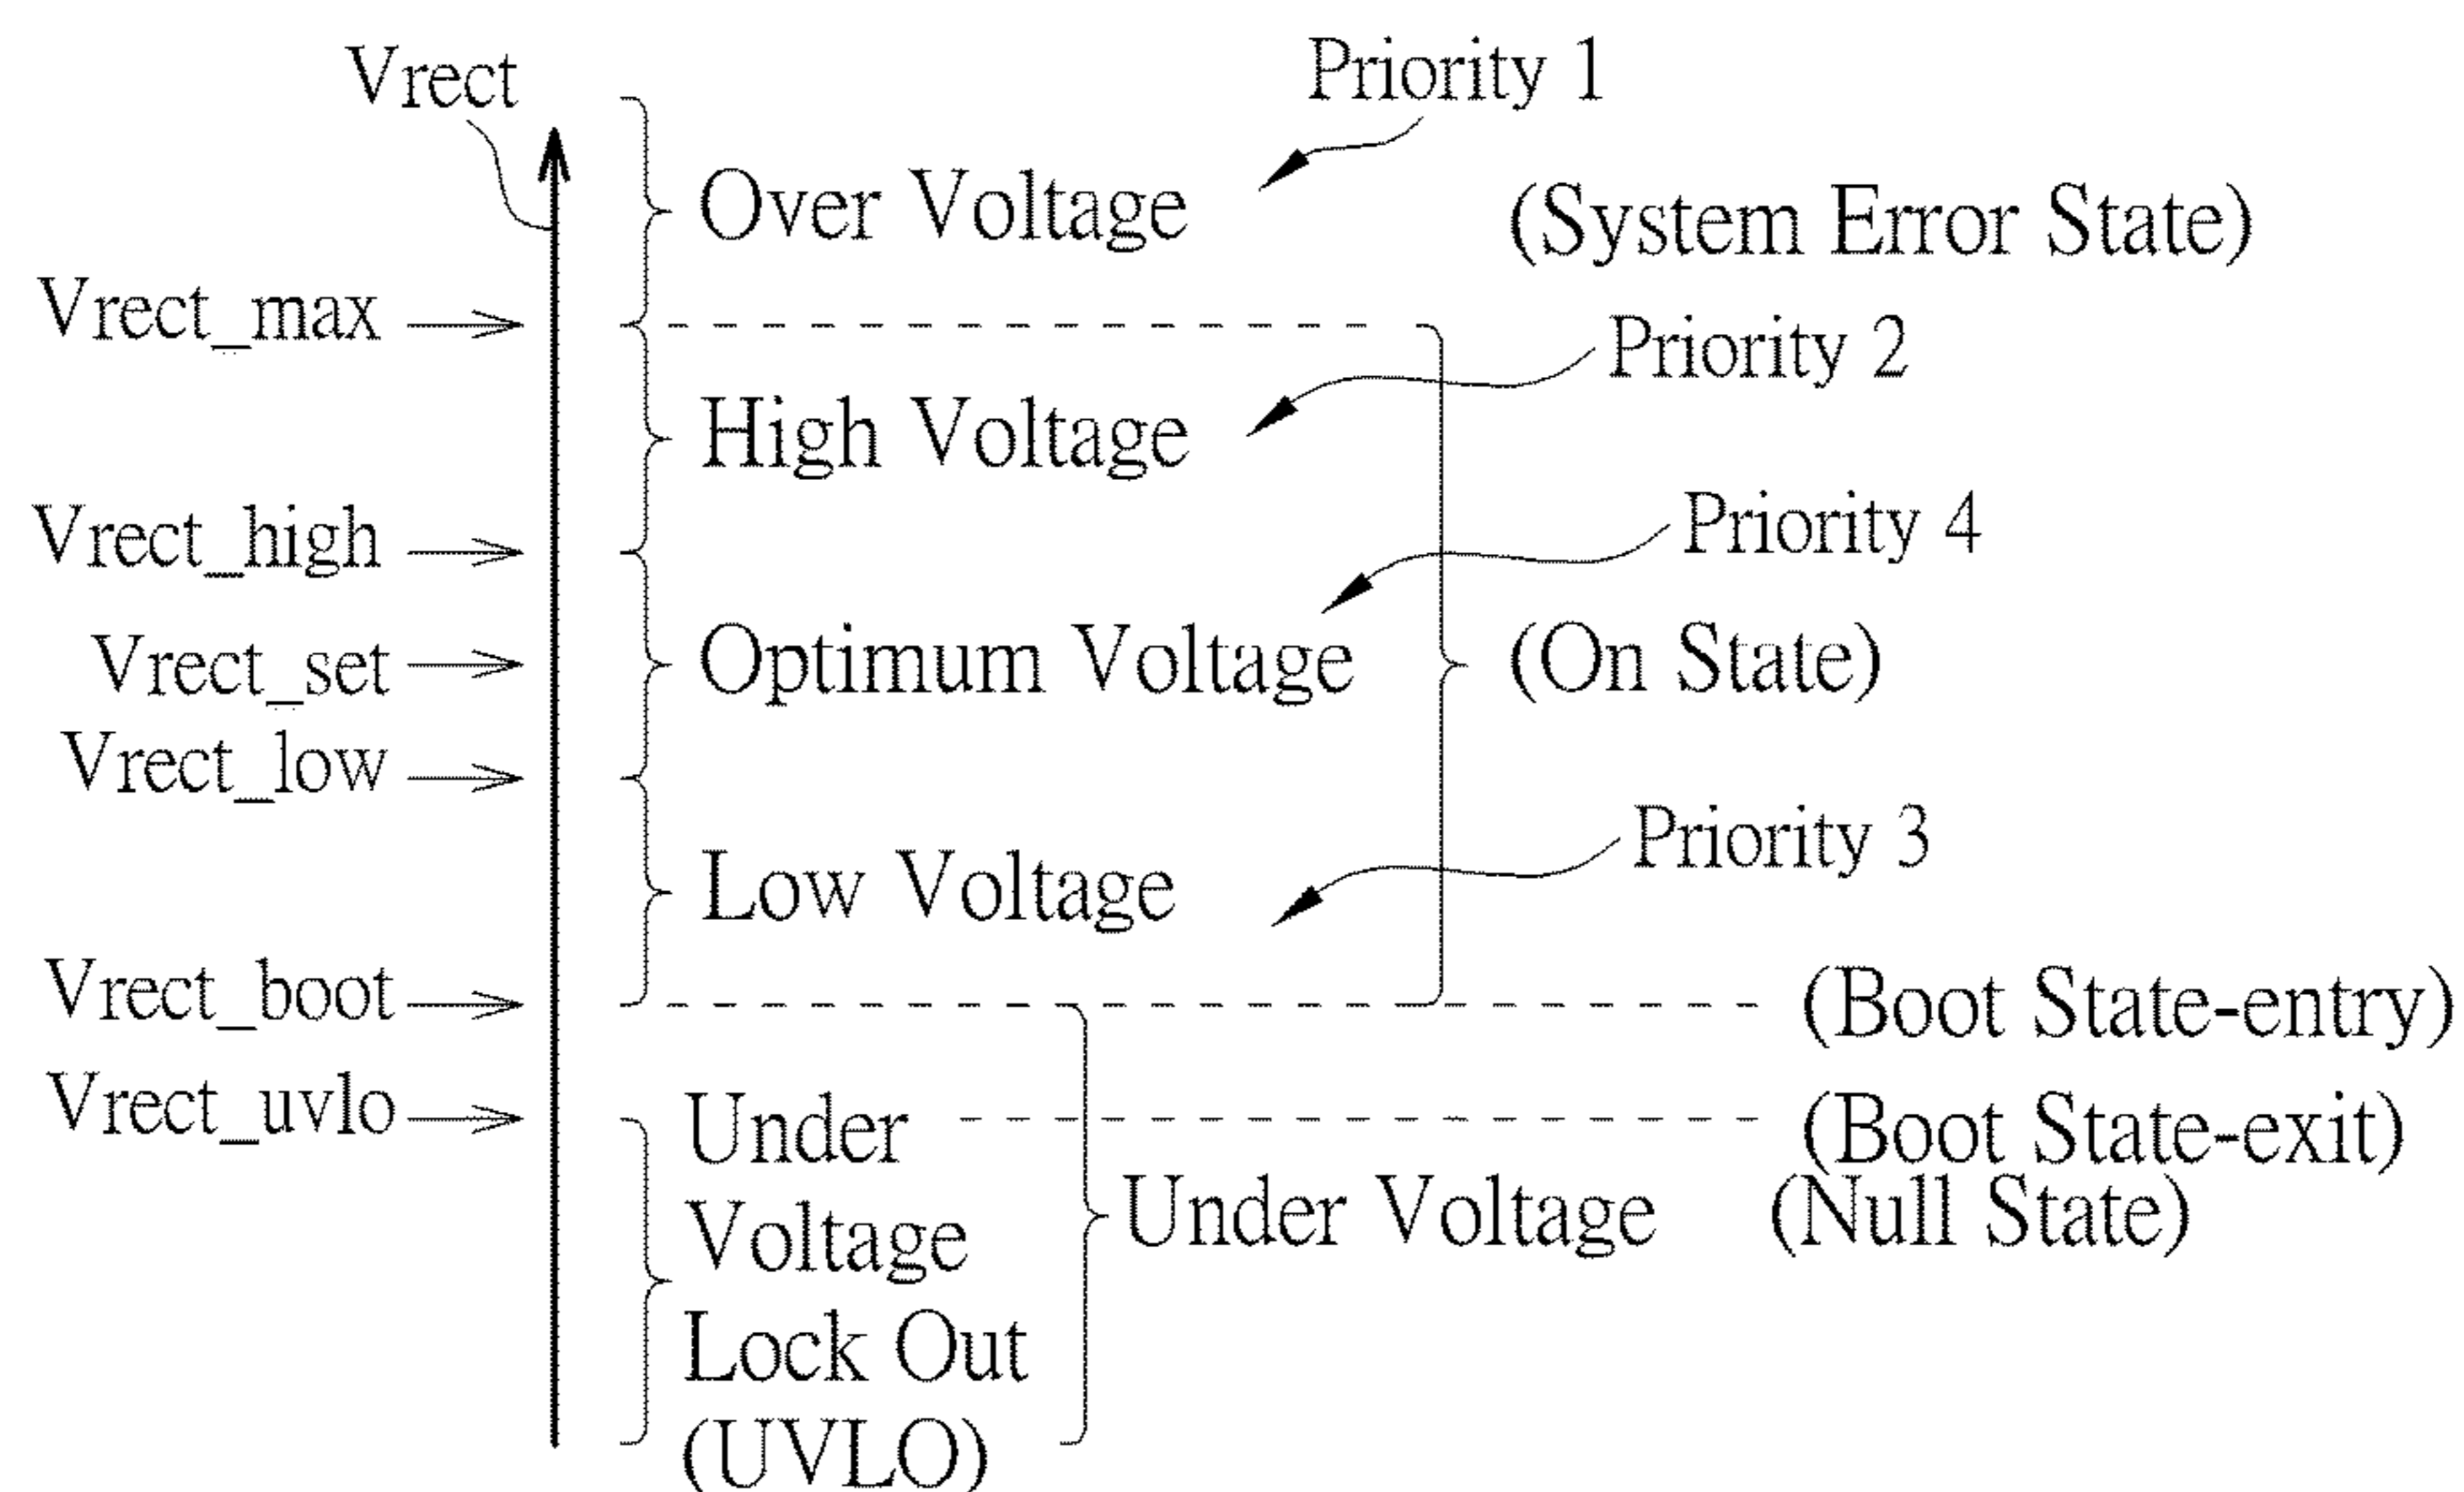 Vrect
Priority 1
Over Voltage
(System Error State)
Vrect_max
Priority 2
High Voltage
Vrect_high
Priority 4
Vrect_set
Optimum Voltage
(On State)
Vrect_low
Priority 3
Low Voltage
Vrect_boot
(Boot State-entry)
Vrect_uvlo
Under
Voltage
Lock Out
(UVLO)
(Boot State-exit)
Under Voltage
(Null State)